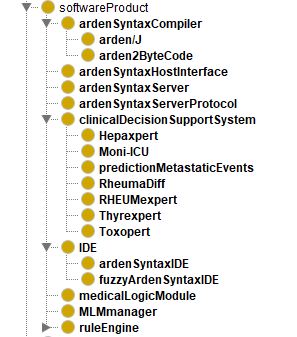 softwareProduct
ardenSyntaxCompiler
arden/J
arden2ByteCode
ardenSyntaxHostInterface
ardenSyntaxServer
ardenSyntaxServerProtocol
clinicalDecisionSupportSystem
Hepaxpert
Moni-ICU
predictionMetastaticEvents
RheumaDiff
RHEUMexpert
Thyrexpert
Toxopert
IDE
ardenSyntaxIDE
fuzzyArdenSyntaxIDE
medicalLogicModule
MLMmanager
ruleEngine